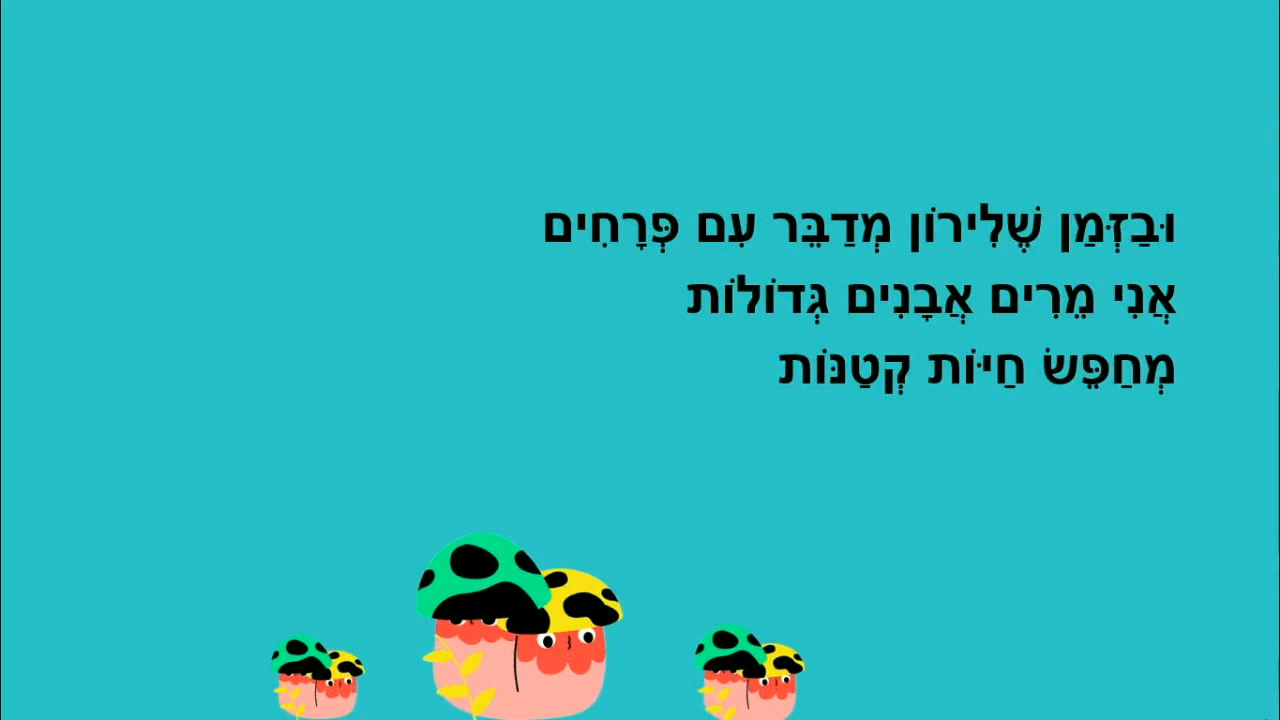 וּבַזְּמַן שֶׁלִּירוֹן מְדַבֵּר עִם פְּרָחִים
אֲנִי מֵרִים אֲבָנִים גְּדוֹלוֹת
מְחַפֵּשׂ חַיּוֹת קְטַנּוֹת